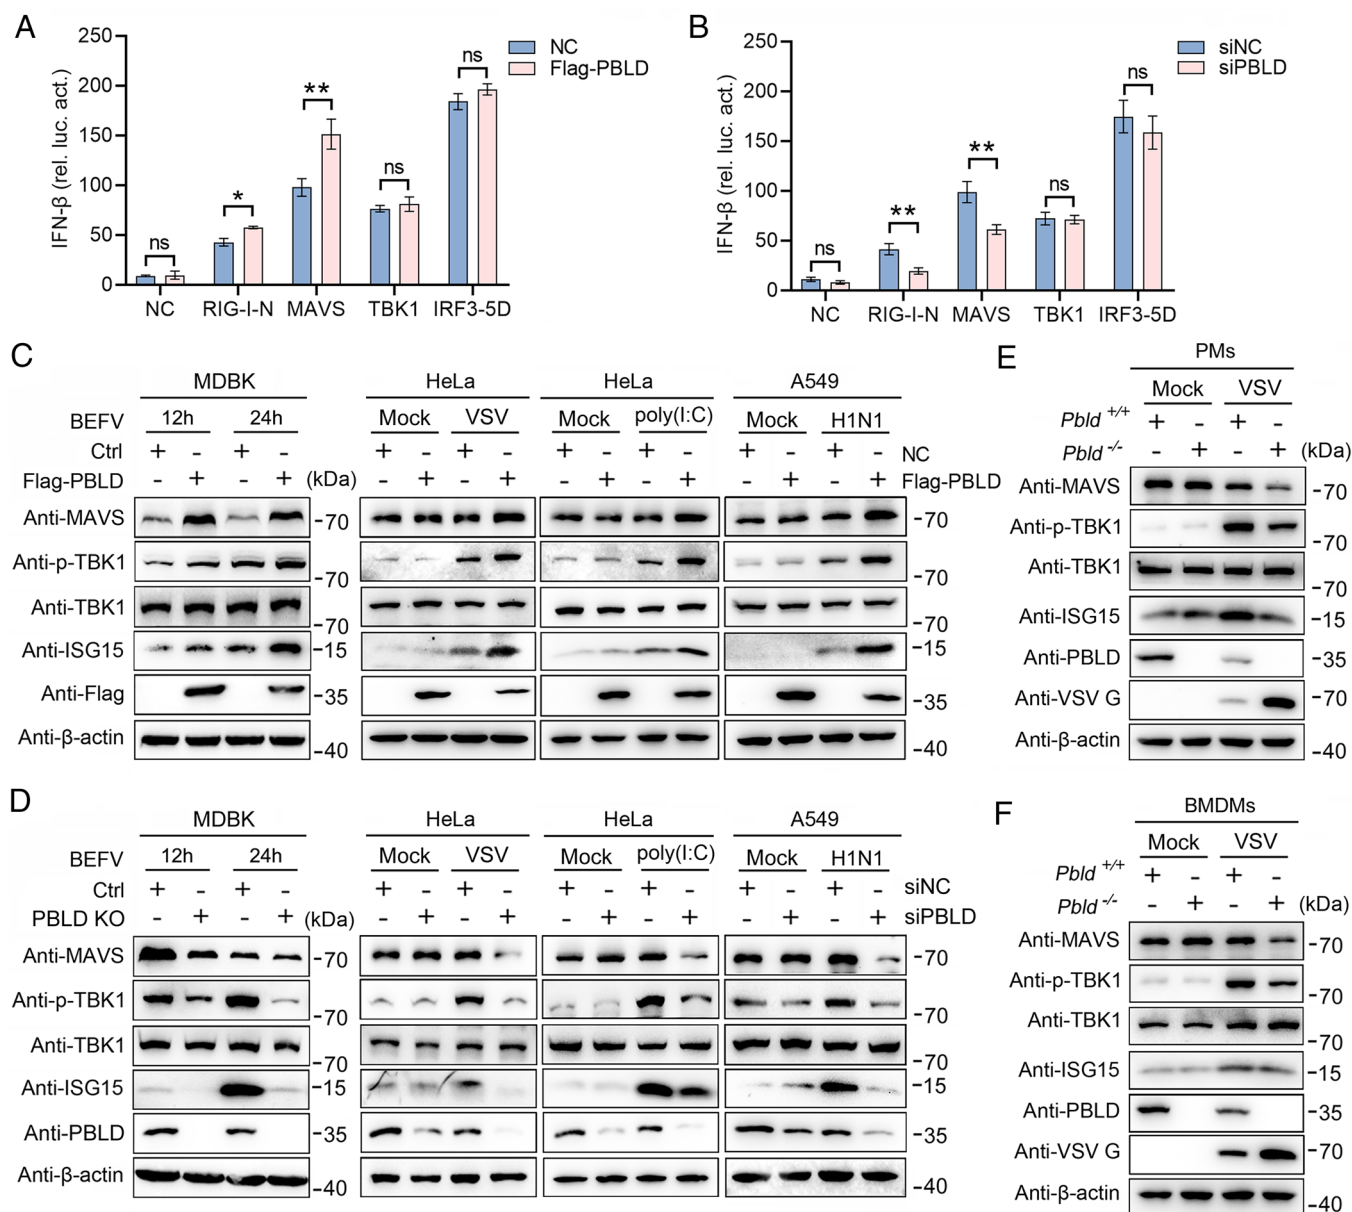 A
IFN-β (rel. luc. act.)
250
200
150
100
50
0
NC
Flag-PBLD
ns
*
**
ns
ns
NC RIG-I-N MAVS TBK1 IRF3-5D
B
IFN-β (rel. luc. act.)
250
200
150
100
50
0
siNC
siPBLD
ns
**
**
ns
ns
NC RIG-I-N MAVS TBK1 IRF3-5D
C
MDBK HeLa HeLa A549
BEFV 12h 24h Mock VSV Mock poly(I:C) Mock H1N1
Ctrl + - + - + - + - + - + - + - + - NC
Flag-PBLD - + - + (kDa) - + - + - + - + - + - + Flag-PBLD
Anti-MAVS -70 -70
Anti-p-TBK1 -70 -70
Anti-TBK1 -70 -70
Anti-ISG15 -15 -15
Anti-Flag -35 -35
Anti-β-actin -40 -40
D
MDBK HeLa HeLa A549
BEFV 12h 24h Mock VSV Mock poly(I:C) Mock H1N1
Ctrl + - + - + - + - + - + - + - + - siNC
PBLD KO - + - + (kDa) - + - + - + - + - + - + siPBLD
Anti-MAVS -70 -70
Anti-p-TBK1 -70 -70
Anti-TBK1 -70 -70
Anti-ISG15 -15 -15
Anti-PBLD -35 -35
Anti-β-actin -40 -40
E
PMs
Mock VSV
Pbld +/+ + - + -
Pbld -/- - + - + (kDa)
Anti-MAVS -70
Anti-p-TBK1 -70
Anti-TBK1 -70
Anti-ISG15 -15
Anti-PBLD -35
Anti-VSV G -70
Anti-β-actin -40
F
BMDMs
Mock VSV
Pbld +/+ + - + -
Pbld -/- - + - + (kDa)
Anti-MAVS -70
Anti-p-TBK1 -70
Anti-TBK1 -70
Anti-ISG15 -15
Anti-PBLD -35
Anti-VSV G -70
Anti-β-actin -40